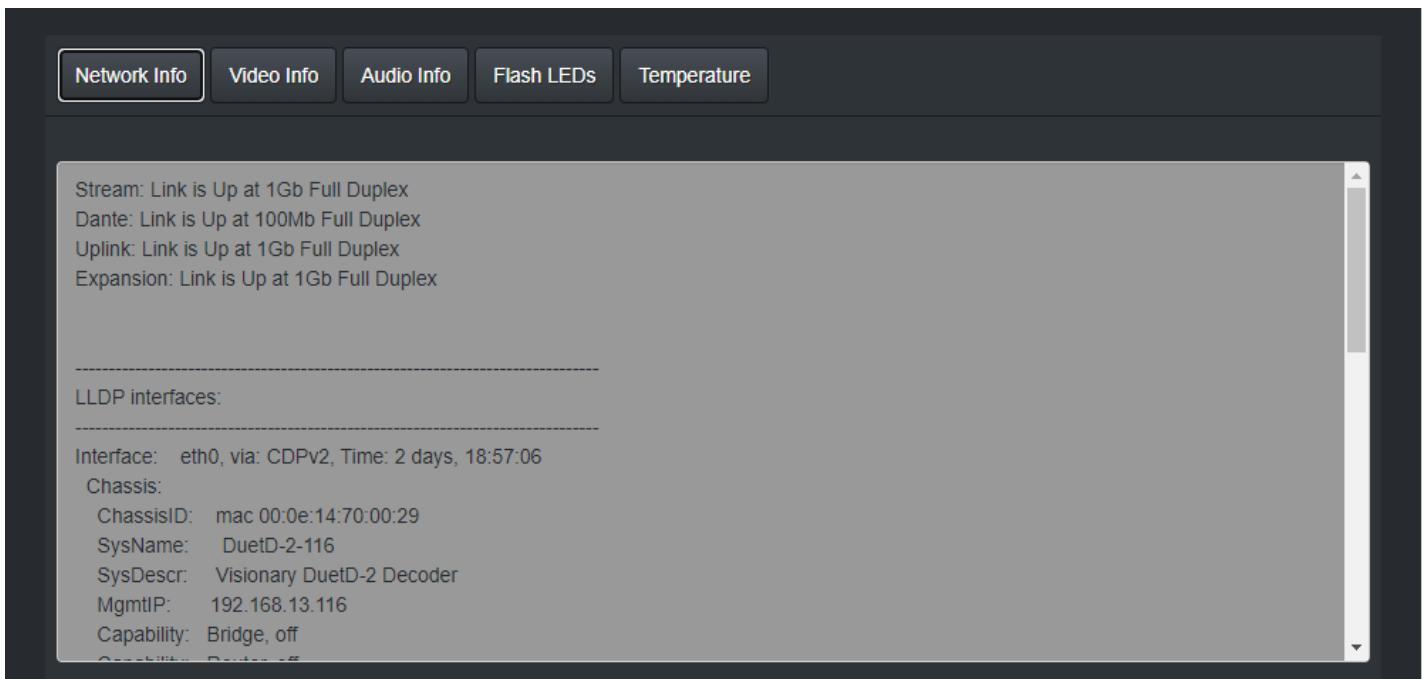 Network Info Video Info Audio Info Flash LEDs Temperature
Stream: Link is Up at 1Gb Full Duplex
Dante: Link is Up at 100Mb Full Duplex
Uplink: Link is Up at 1Gb Full Duplex
Expansion: Link is Up at 1Gb Full Duplex
-------------------------------------------------------------------------------
LLDP interfaces:
-------------------------------------------------------------------------------
Interface: eth0, via: CDPv2, Time: 2 days, 18:57:06
Chassis:
ChassisID: mac 00:0e:14:70:00:29
SysName: DuetD-2-116
SysDescr: Visionary DuetD-2 Decoder
MgmtIP: 192.168.13.116
Capability: Bridge, off